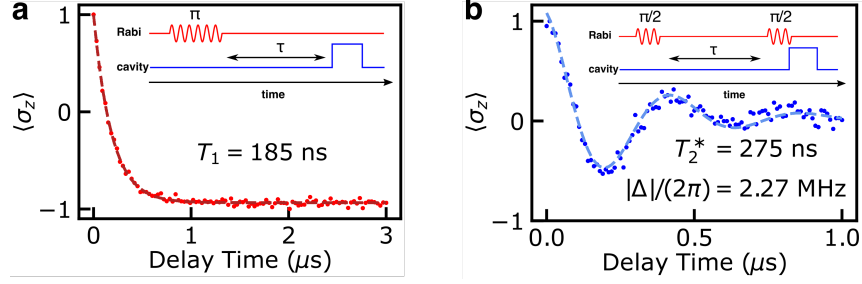 a
π
Rabi
τ
cavity
time
1
0
−1
⟨σz⟩
T1 = 185 ns
0
1
2
3
Delay Time (μs)
b
π/2
π/2
Rabi
τ
cavity
time
1
0
−1
⟨σz⟩
T2* = 275 ns
|Δ|/(2π) = 2.27 MHz
0.0
0.5
1.0
Delay Time (μs)